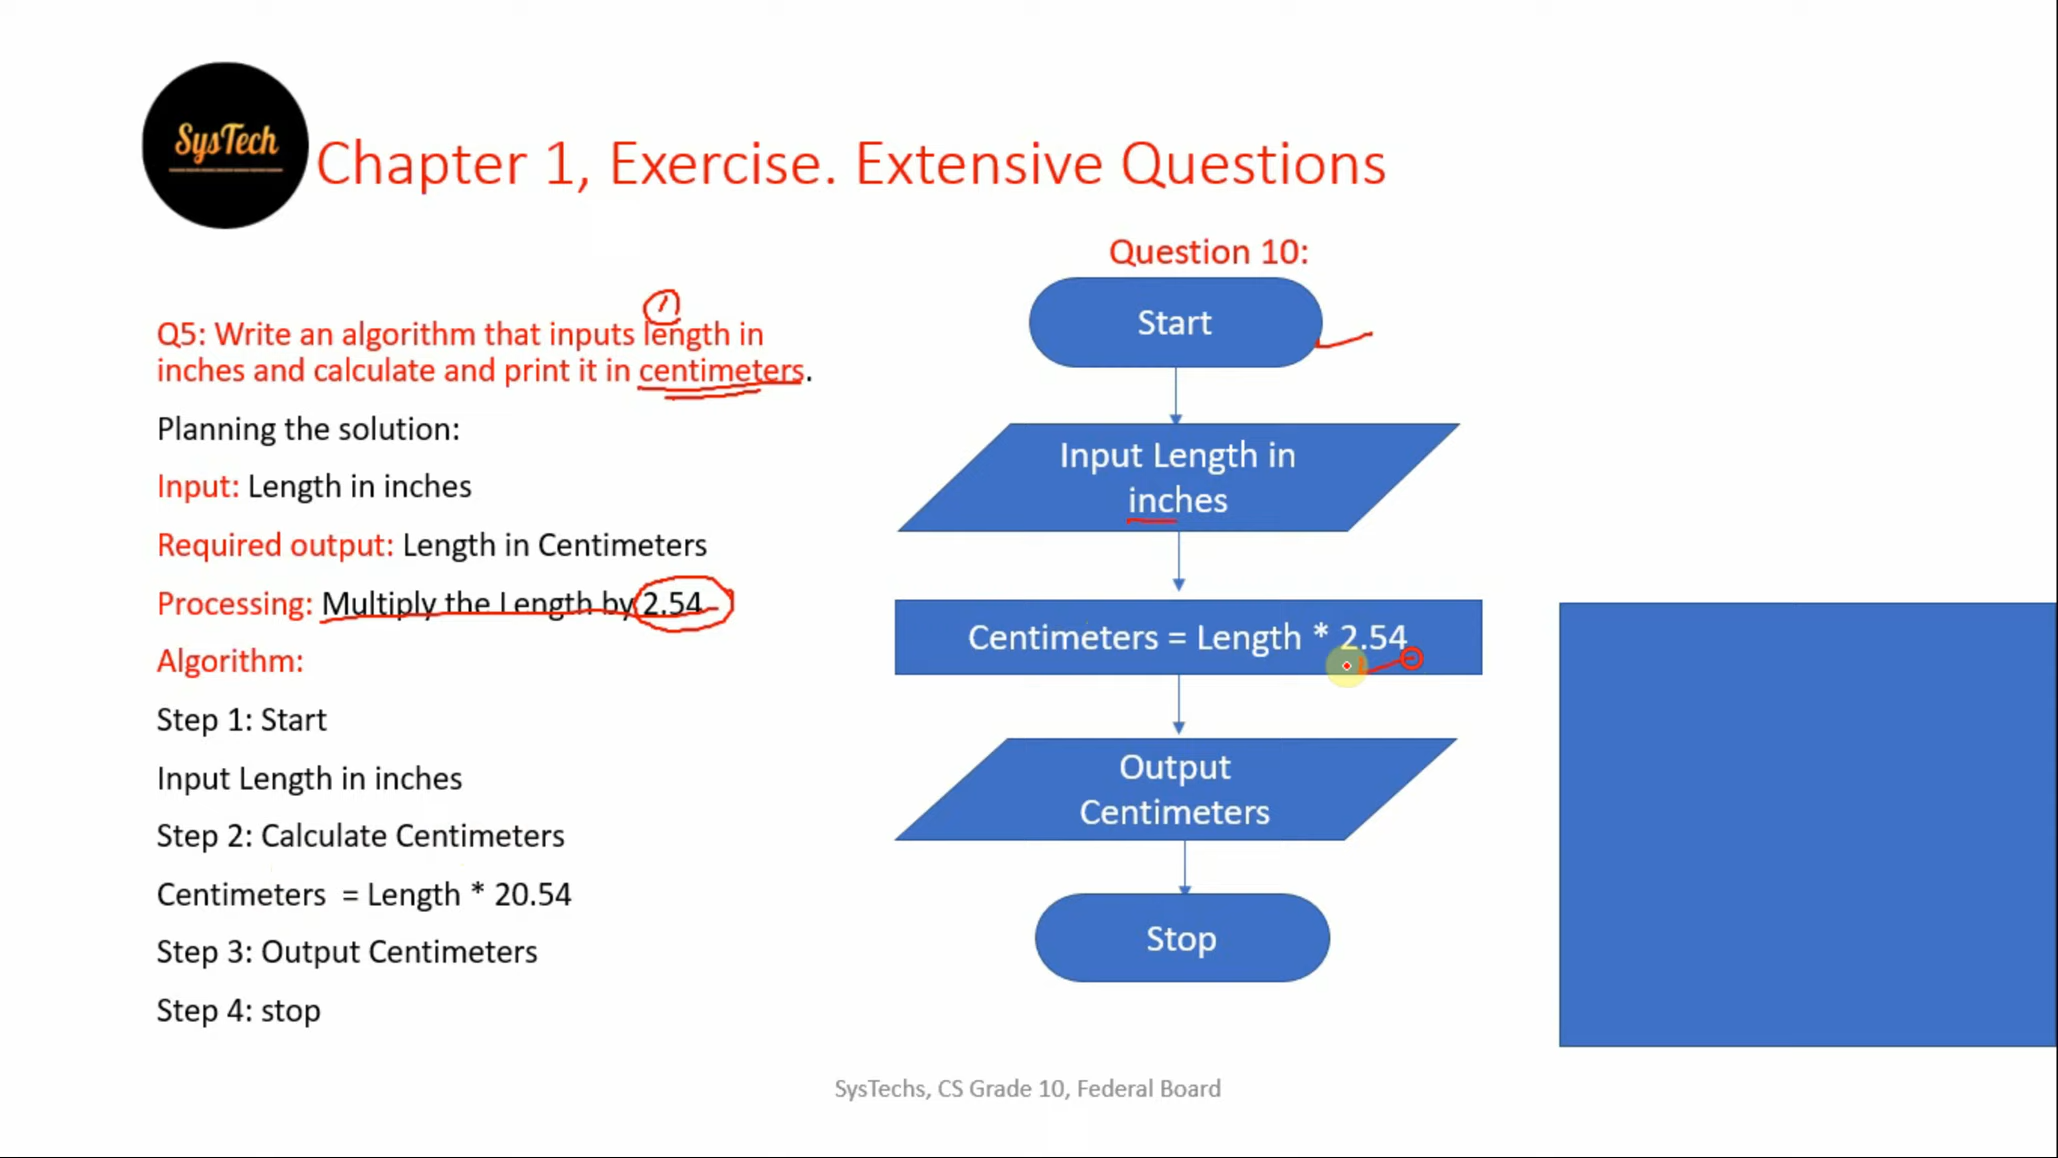 SysTech
Chapter 1, Exercise. Extensive Questions
Q5: Write an algorithm that inputs length in
inches and calculate and print it in centimeters.
Planning the solution:
Input: Length in inches
Required output: Length in Centimeters
Processing: Multiply the Length by 2.54
Algorithm:
Step 1: Start
Input Length in inches
Step 2: Calculate Centimeters
Centimeters = Length * 20.54
Step 3: Output Centimeters
Step 4: stop
Question 10:
Start
Input Length in
inches
Centimeters = Length * 2.54
Output
Centimeters
Stop
SysTechs, CS Grade 10, Federal Board